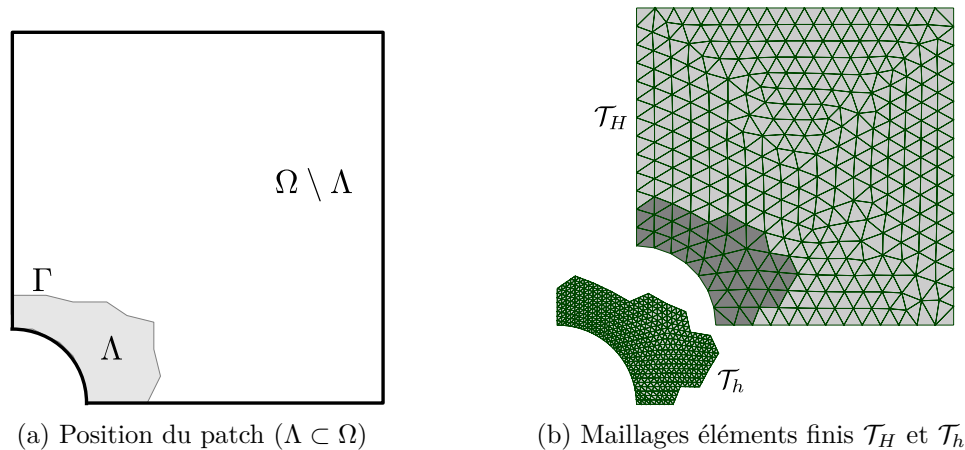 Ω \ Λ
Γ
Λ
𝒯_H
𝒯_h
(a) Position du patch (Λ ⊂ Ω)
(b) Maillages éléments finis 𝒯_H et 𝒯_h